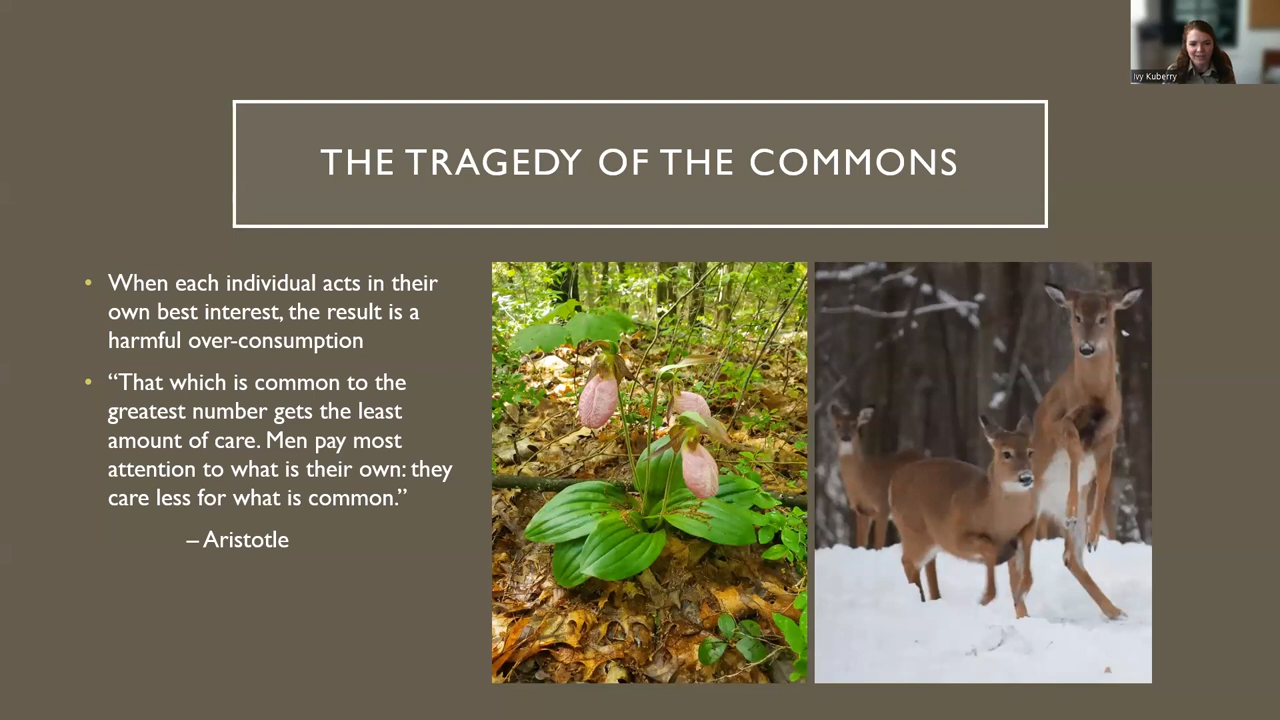 Ivy Kuberry
THE TRAGEDY OF THE COMMONS
• When each individual acts in their
own best interest, the result is a
harmful over-consumption
• “That which is common to the
greatest number gets the least
amount of care. Men pay most
attention to what is their own: they
care less for what is common.”
– Aristotle